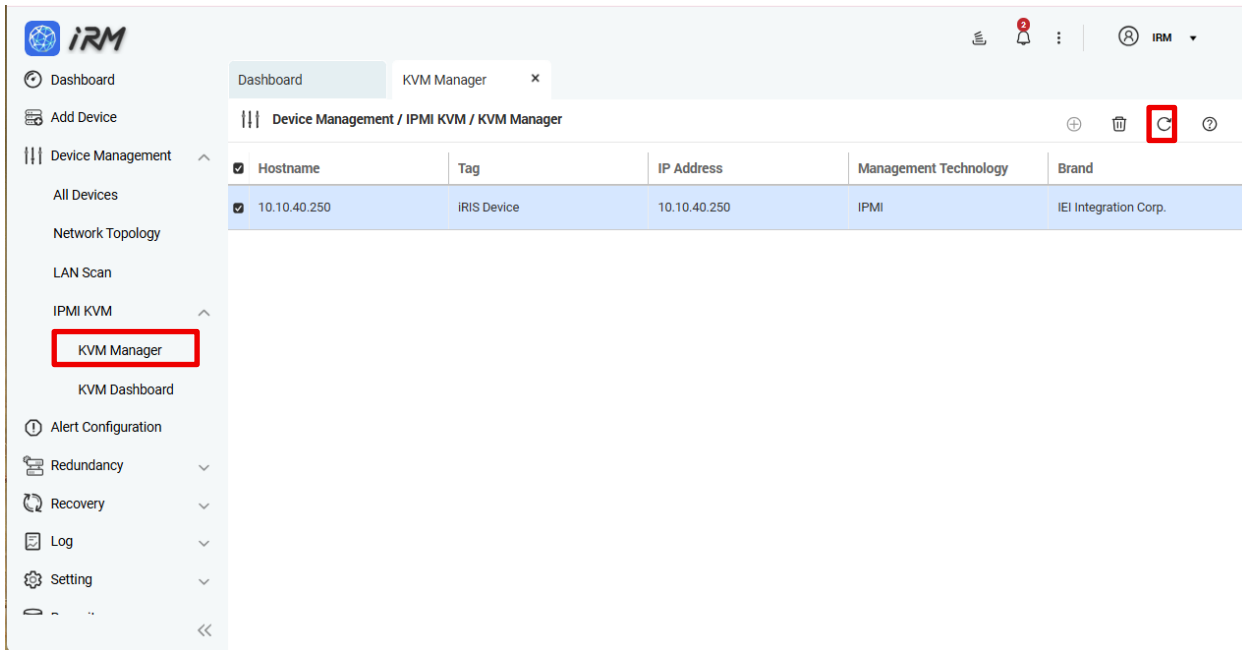 iRM
2
IRM
Dashboard
Add Device
Device Management
All Devices
Network Topology
LAN Scan
IPMI KVM
KVM Manager
KVM Dashboard
Alert Configuration
Redundancy
Recovery
Log
Setting
Dashboard
KVM Manager
Device Management / IPMI KVM / KVM Manager
Hostname Tag IP Address Management Technology Brand
10.10.40.250 iRIS Device 10.10.40.250 IPMI IEI Integration Corp.